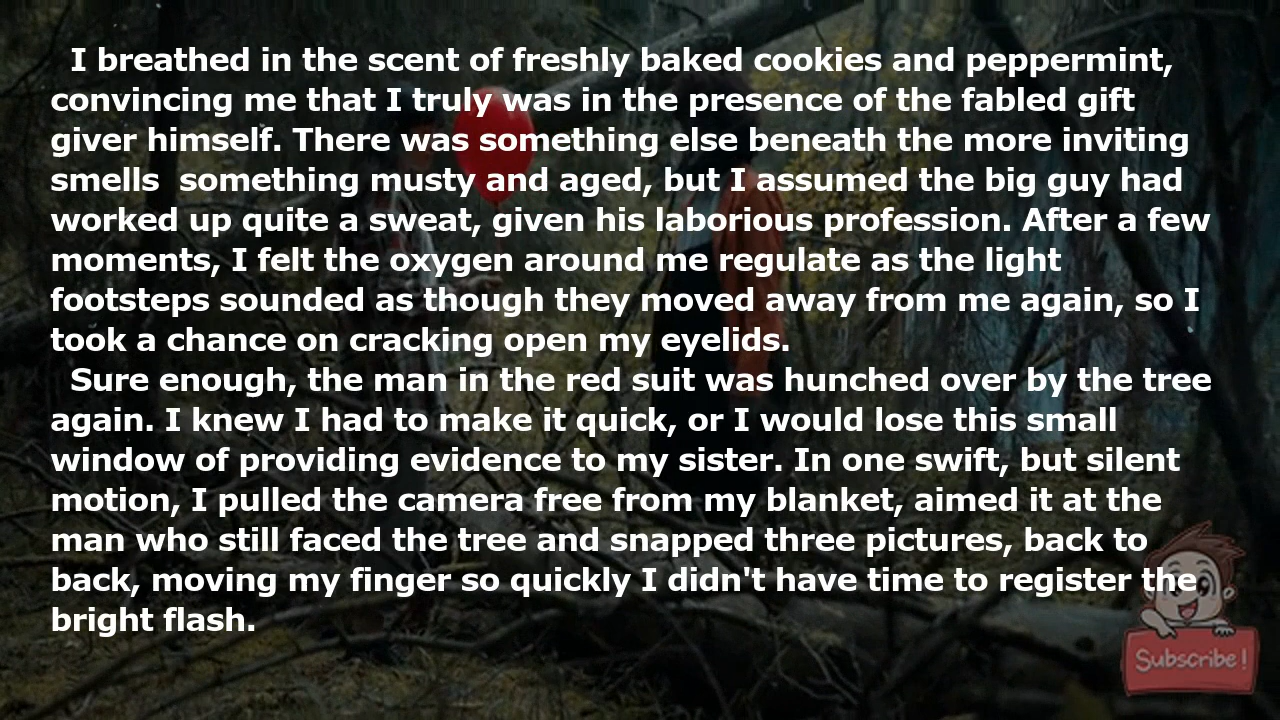 I breathed in the scent of freshly baked cookies and peppermint,
convincing me that I truly was in the presence of the fabled gift
giver himself. There was something else beneath the more inviting
smells  something musty and aged, but I assumed the big guy had
worked up quite a sweat, given his laborious profession. After a few
moments, I felt the oxygen around me regulate as the light
footsteps sounded as though they moved away from me again, so I
took a chance on cracking open my eyelids.
Sure enough, the man in the red suit was hunched over by the tree
again. I knew I had to make it quick, or I would lose this small
window of providing evidence to my sister. In one swift, but silent
motion, I pulled the camera free from my blanket, aimed it at the
man who still faced the tree and snapped three pictures, back to
back, moving my finger so quickly I didn't have time to register the
bright flash.
Subscribe!